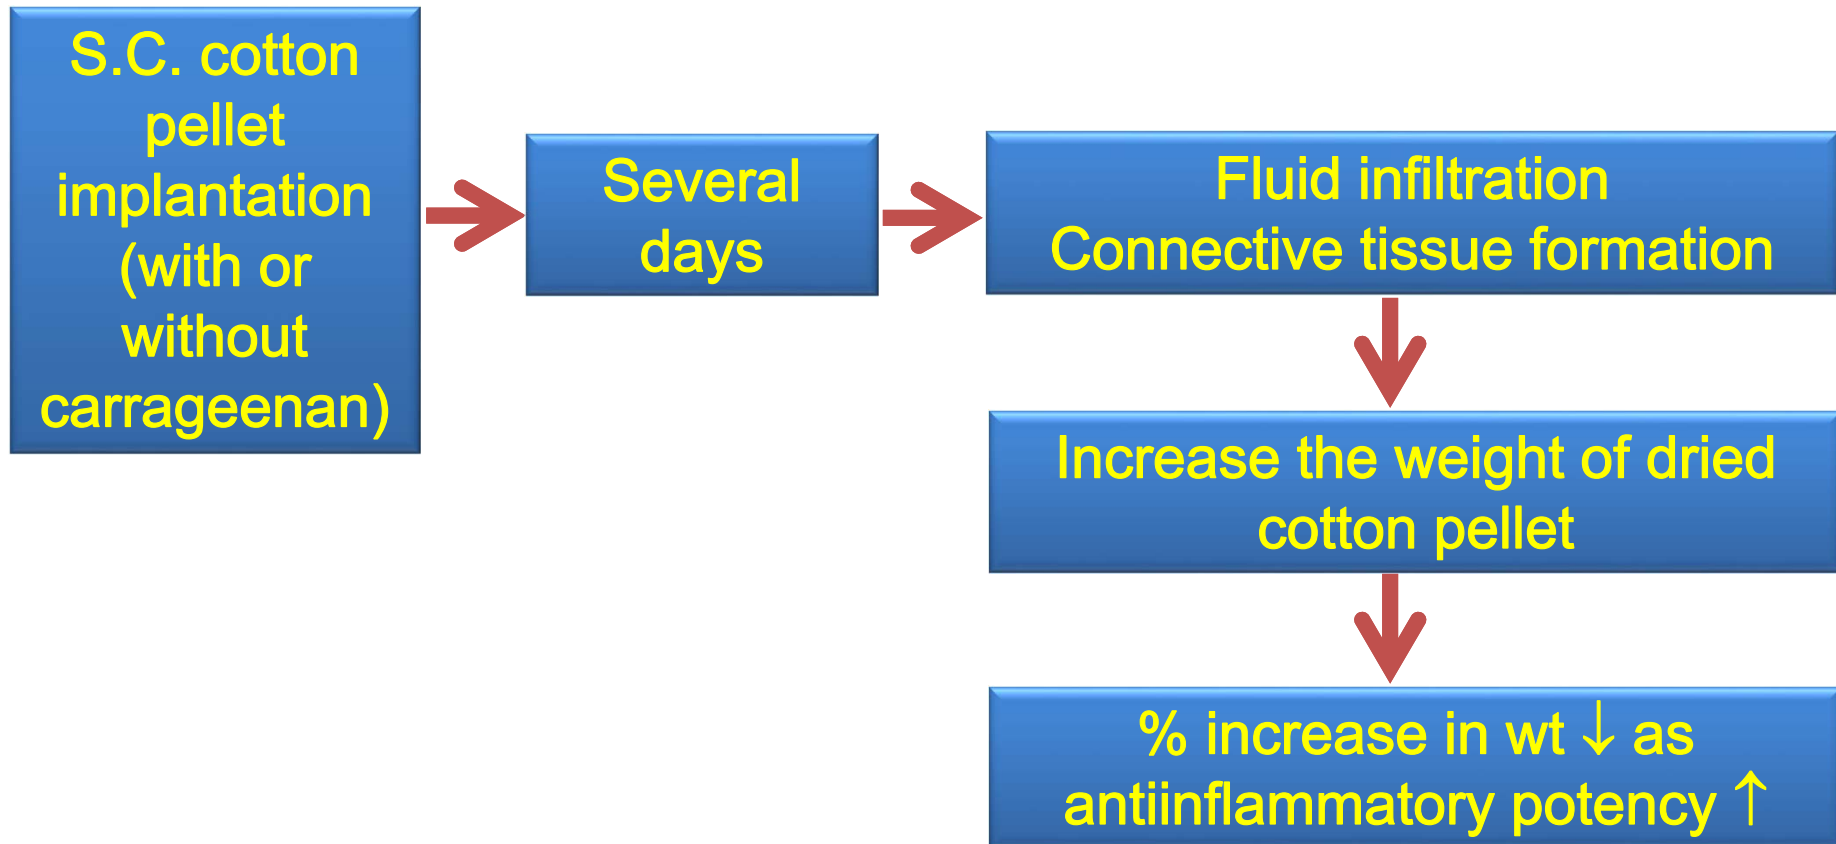 S.C. cotton
pellet
implantation
(with or
without
carrageenan)
Several
days
Fluid infiltration
Connective tissue formation
Increase the weight of dried
cotton pellet
% increase in wt ↓ as
antiinflammatory potency ↑